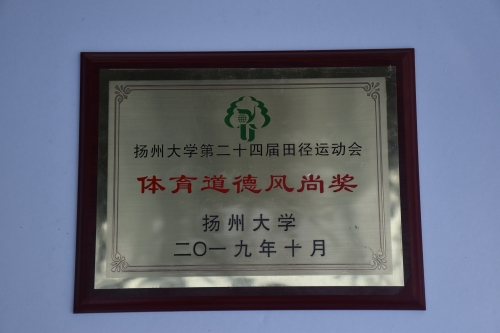 扬州大学第二十四届田径运动会
体育道德风尚奖
扬州大学
二〇一九年十月